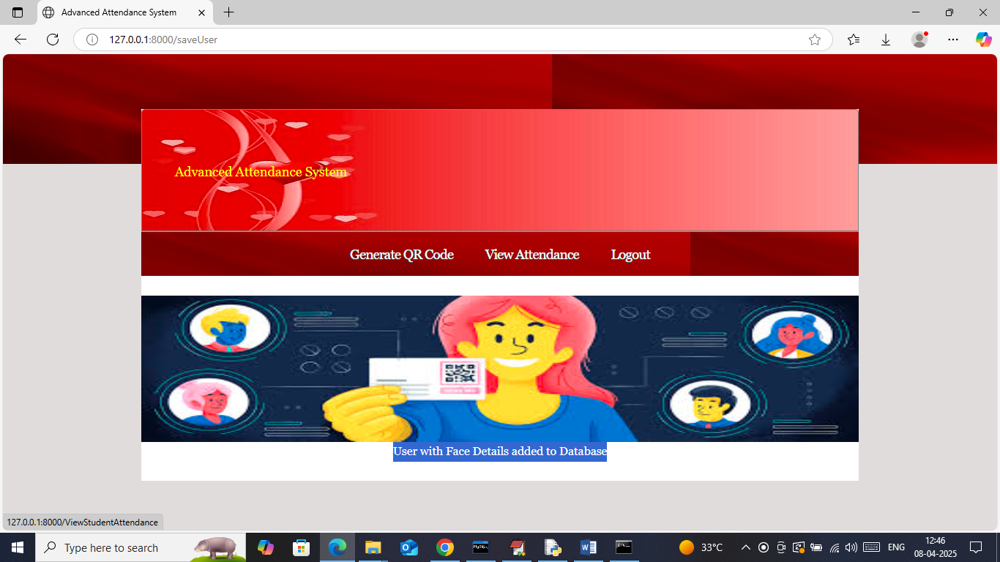 Advanced Attendance System
127.0.0.1:8000/saveUser
Advanced Attendance System
Generate QR Code View Attendance Logout
User with Face Details added to Database
127.0.0.1:8000/ViewStudentAttendance
Type here to search
33°C
ENG
12:46
08-04-2025